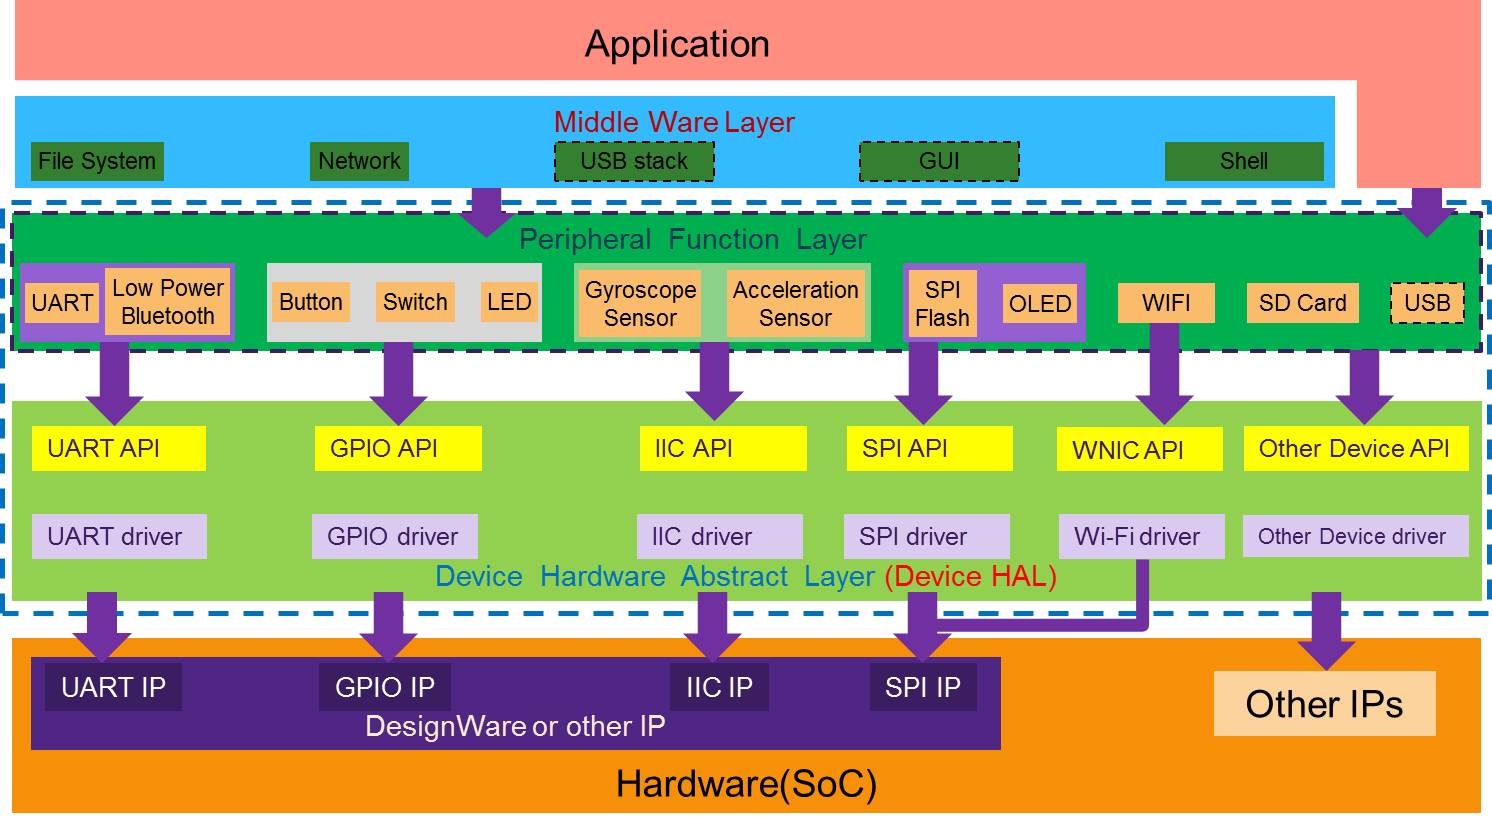 Application
Middle Ware Layer
File System
Network
USB stack
GUI
Shell
Peripheral Function Layer
UART
Low Power
Bluetooth
Button
Switch
LED
Gyroscope
Sensor
Acceleration
Sensor
SPI
Flash
OLED
WIFI
SD Card
USB
UART API
GPIO API
IIC API
SPI API
WNIC API
Other Device API
UART driver
GPIO driver
IIC driver
SPI driver
Wi-Fi driver
Other Device driver
Device Hardware Abstract Layer (Device HAL)
UART IP
GPIO IP
IIC IP
SPI IP
DesignWare or other IP
Other IPs
Hardware(SoC)